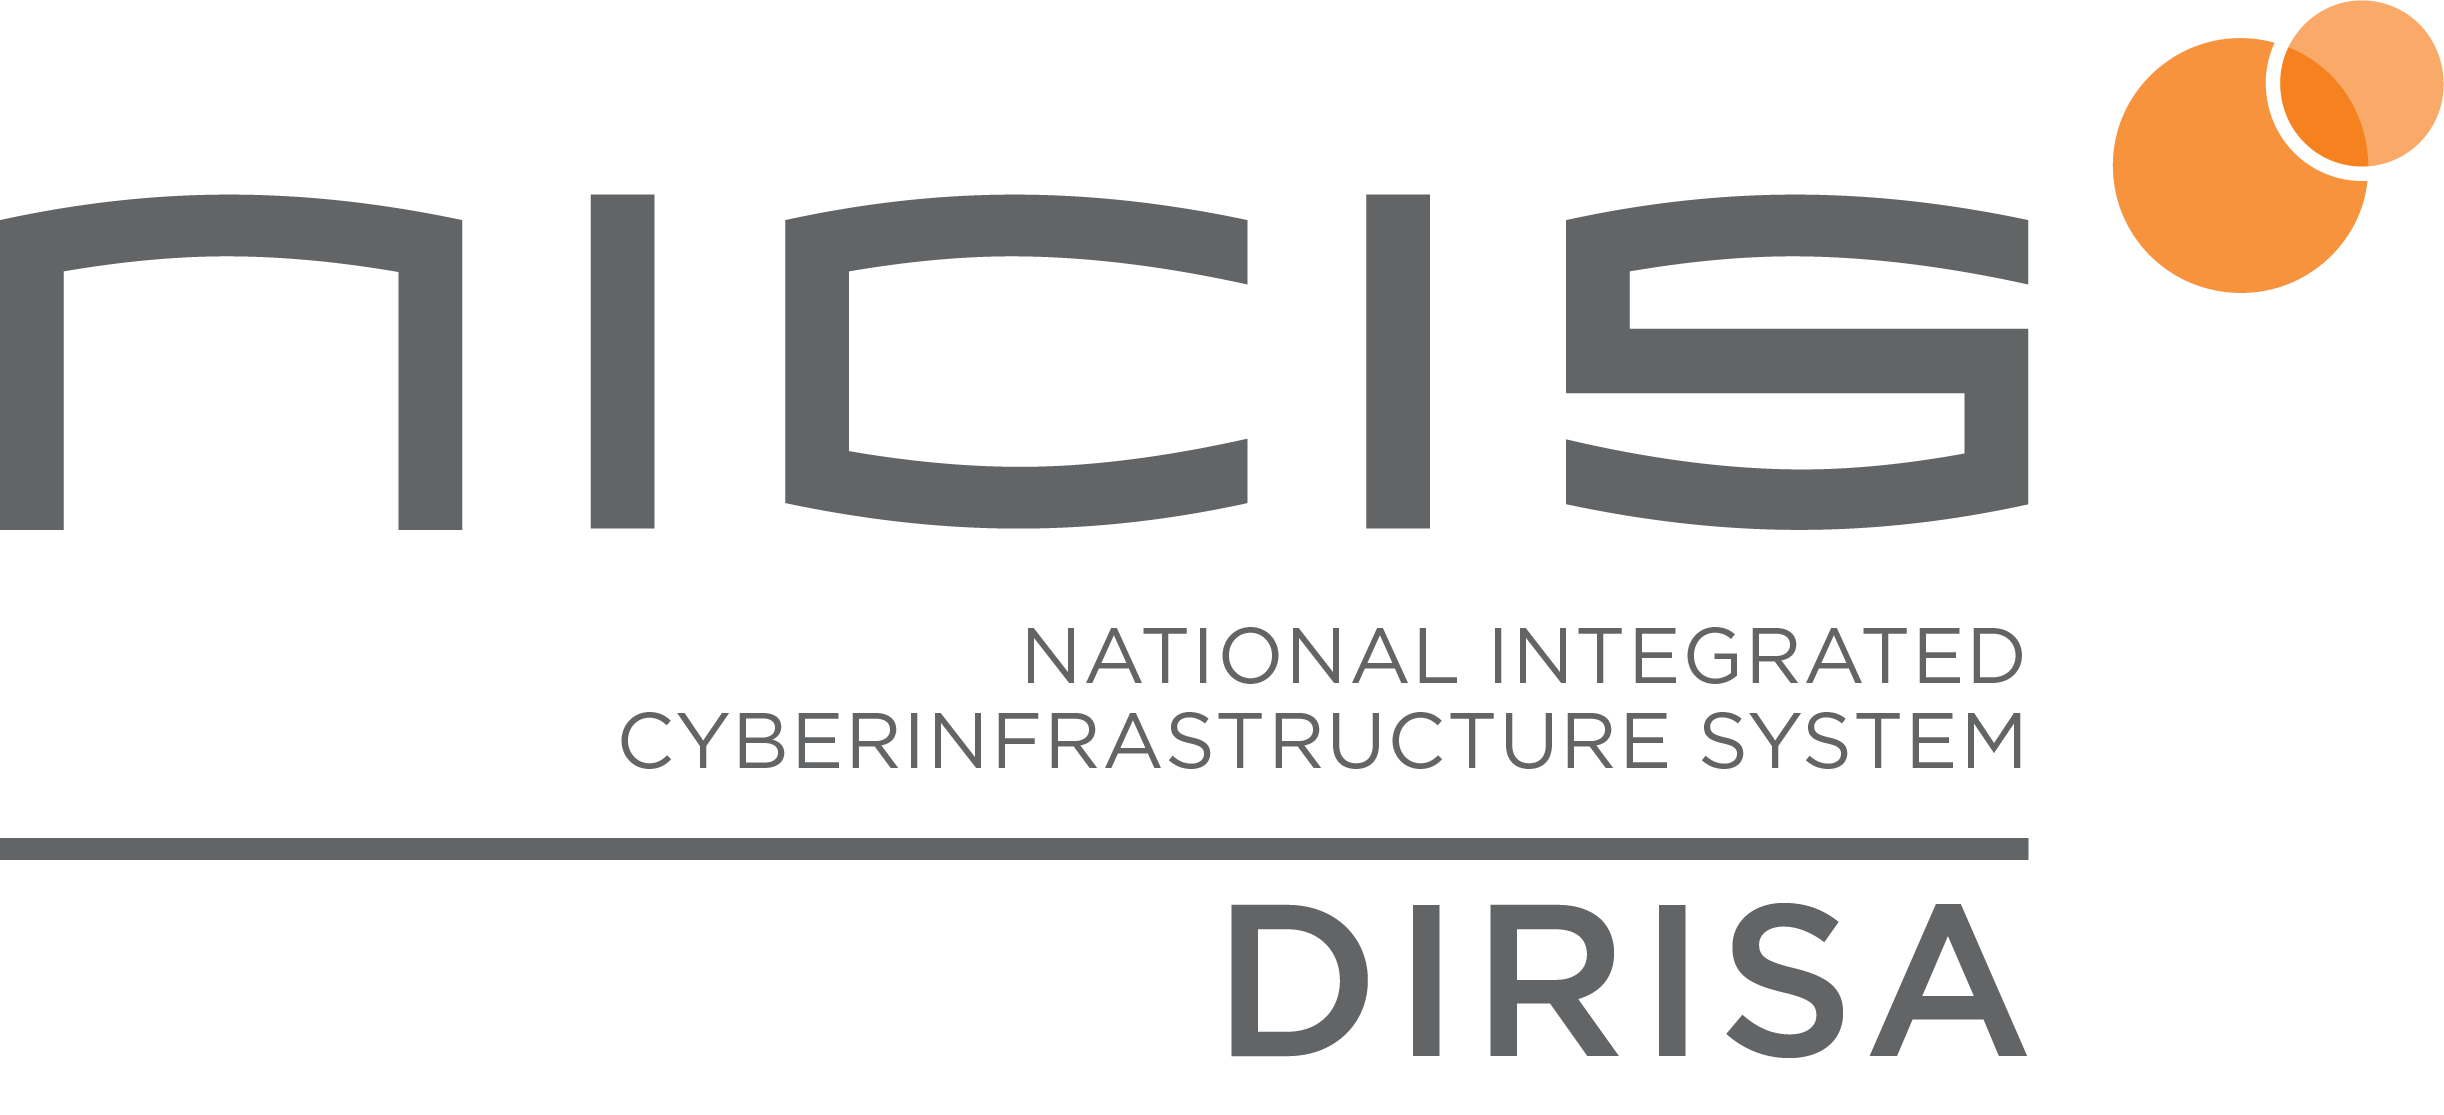 nICIS
NATIONAL INTEGRATED
CYBERINFRASTRUCTURE SYSTEM
DIRISA